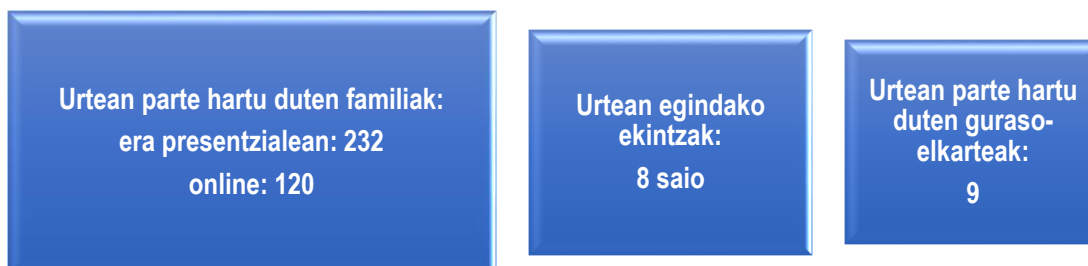 Urtean parte hartu duten familiak:
era presentzialean: 232
online: 120
Urtean egindako
ekintzak:
8 saio
Urtean parte hartu
duten guraso-
elkarteak:
9